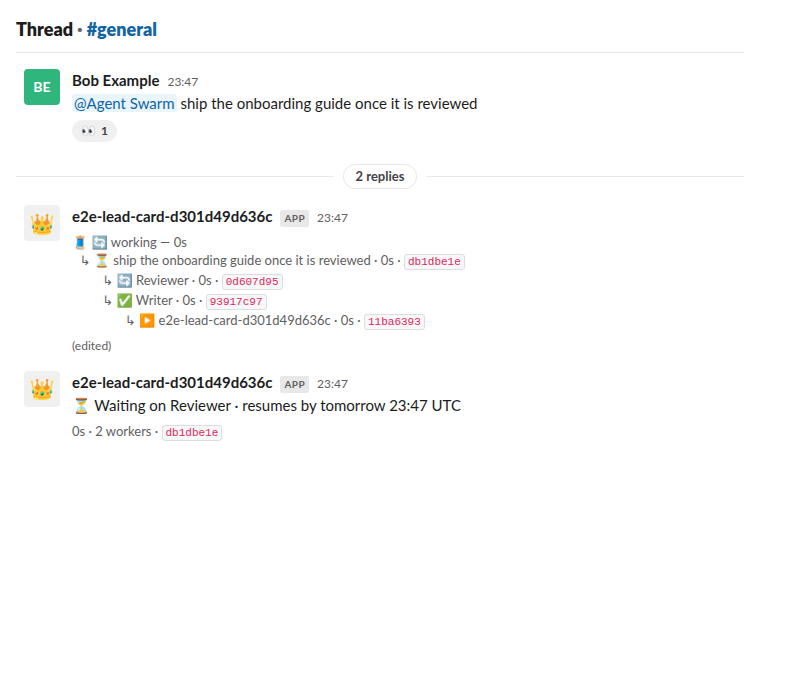 Thread • #general
BE
Bob Example 23:47
@Agent Swarm ship the onboarding guide once it is reviewed
👀 1
2 replies
e2e-lead-card-d301d49d636c APP 23:47
🧵 🔄 working — 0s
↳ ⏳ ship the onboarding guide once it is reviewed · 0s · db1dbe1e
↳ 🔄 Reviewer · 0s · 0d607d95
↳ ✅ Writer · 0s · 93917c97
↳ ▶️ e2e-lead-card-d301d49d636c · 0s · 11ba6393
(edited)
e2e-lead-card-d301d49d636c APP 23:47
⏳ Waiting on Reviewer · resumes by tomorrow 23:47 UTC
0s · 2 workers · db1dbe1e